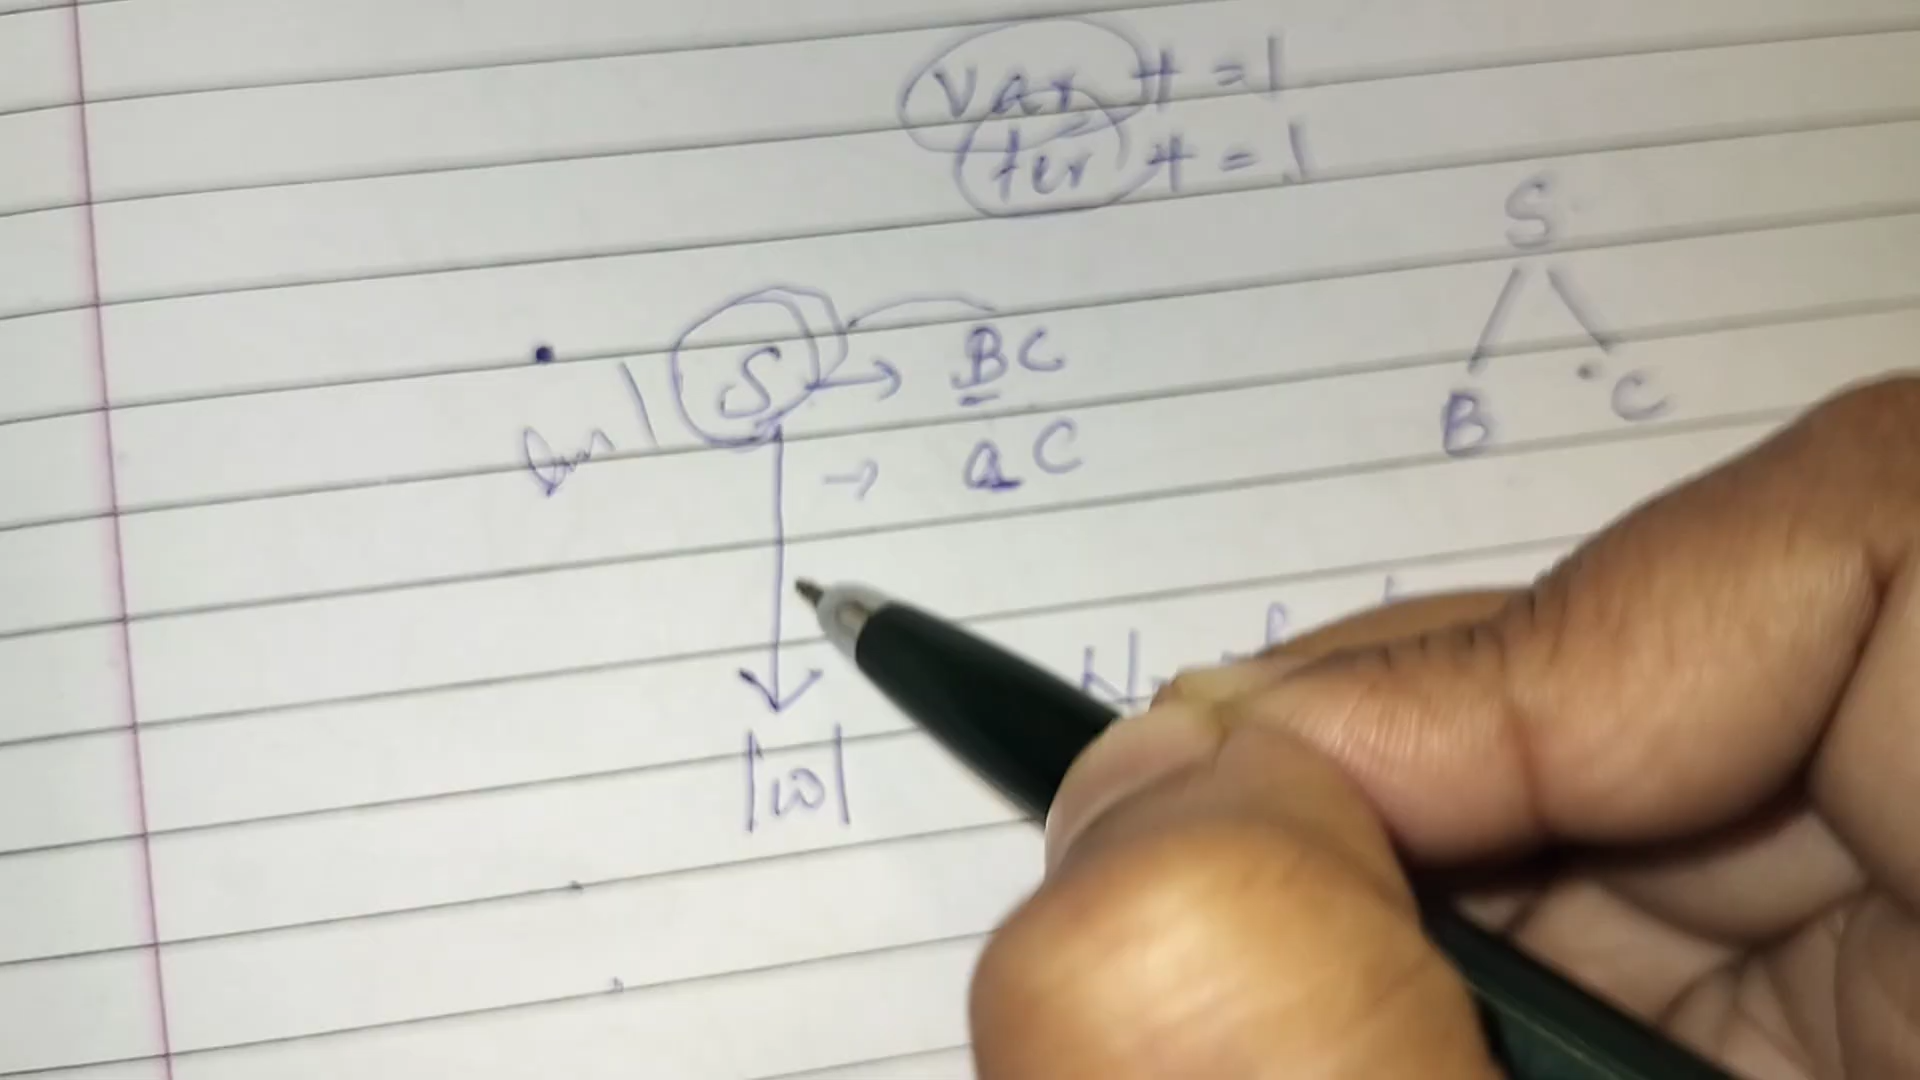 var # = 1
ter # = 1
S
S → BC
B C
→ aC
|w|